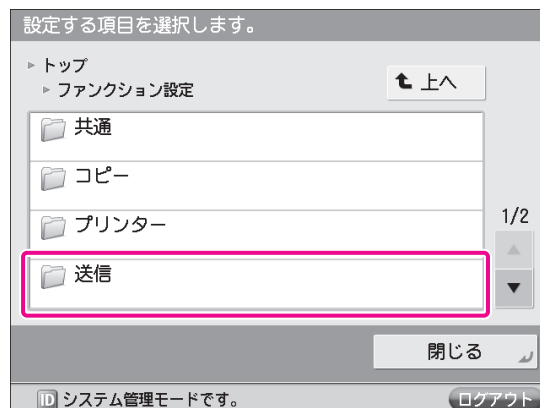 設定する項目を選択します。
トップ
ファンクション設定
上へ
共通
コピー
プリンター
送信
1/2
閉じる
ID システム管理モードです。
ログアウト